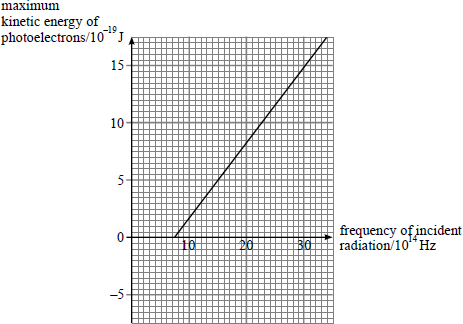 maximum
kinetic energy of
photoelectrons/10⁻¹⁹ J
15
10
5
0
–5
10 20 30
frequency of incident
radiation/10¹⁴ Hz